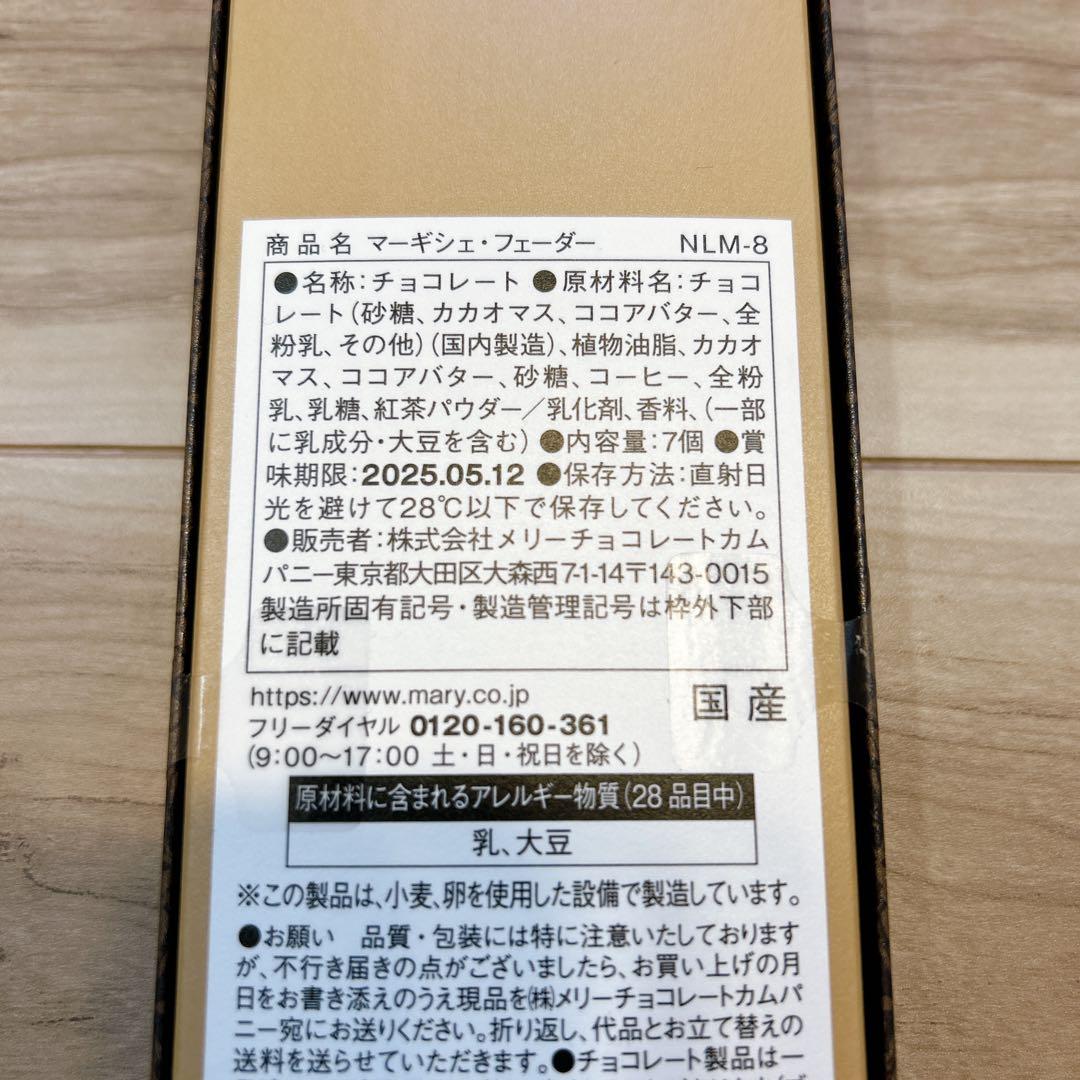 商品名 マーギシェ・フェーダー NLM-8
●名称：チョコレート ●原材料名：チョコ
レート（砂糖、カカオマス、ココアバター、全
粉乳、その他）（国内製造）、植物油脂、カカオ
マス、ココアバター、砂糖、コーヒー、全粉
乳、乳糖、紅茶パウダー／乳化剤、香料、（一部
に乳成分・大豆を含む）●内容量：7個 ●賞
味期限：2025.05.12 ●保存方法：直射日
光を避けて28℃以下で保存してください。
●販売者：株式会社メリーチョコレートカム
パニー東京都大田区大森西7-1-14〒143-0015
製造所固有記号・製造管理記号は枠外下部
に記載
https://www.mary.co.jp
フリーダイヤル 0120-160-361
(9:00〜17:00 土・日・祝日を除く)
国産
原材料に含まれるアレルギー物質（28品目中）
乳、大豆
※この製品は、小麦、卵を使用した設備で製造しています。
●お願い 品質・包装には特に注意いたしております
が、不行き届きの点がございましたら、お買い上げの月
日をお書き添えのうえ現品を㈱メリーチョコレートカムパ
ニー宛にお送りください。折り返し、代品とお立て替えの
送料を送らせていただきます。●チョコレート製品は一